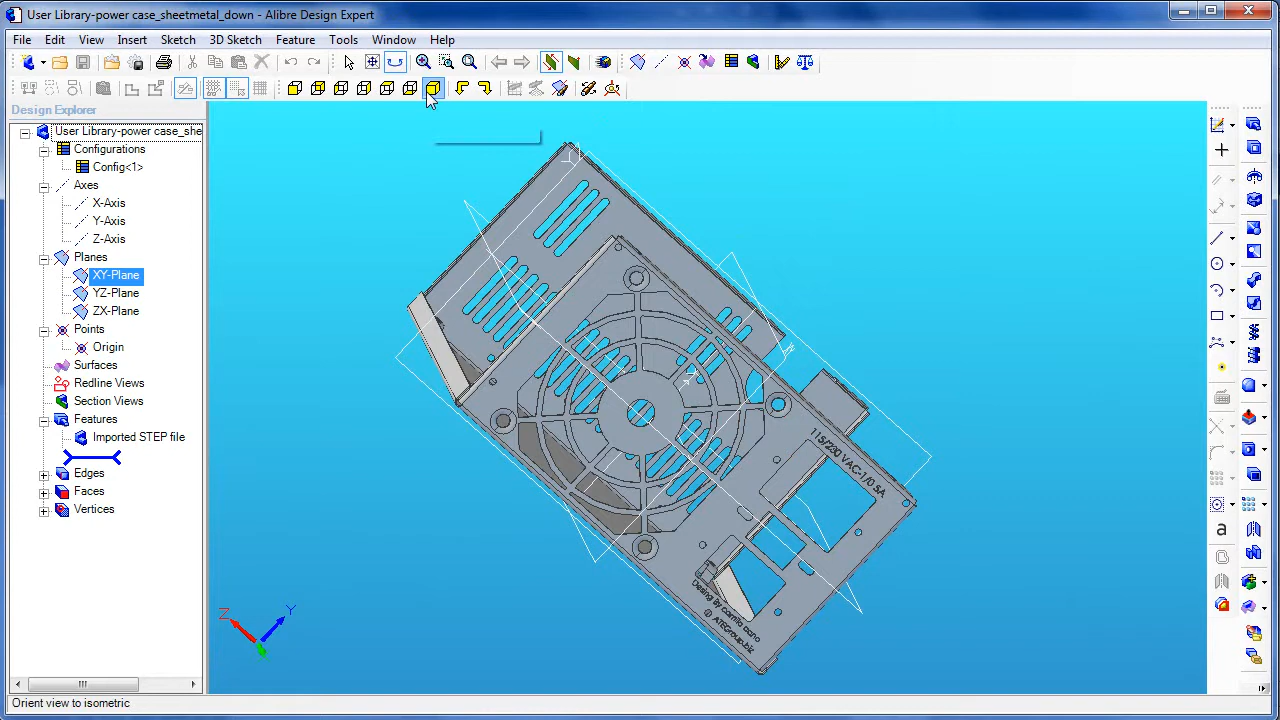 User Library-power case_sheetmetal_down - Alibre Design Expert
File Edit View Insert Sketch 3D Sketch Feature Tools Window Help
Design Explorer
User Library-power case_she
Configurations
Config<1>
Axes
X-Axis
Y-Axis
Z-Axis
Planes
XY-Plane
YZ-Plane
ZX-Plane
Points
Origin
Surfaces
Redline Views
Section Views
Features
Imported STEP file
Edges
Faces
Vertices
115/230 VAC-1/0 5A
ATEGroup.biz
Z
Y
a
Orient view to isometric